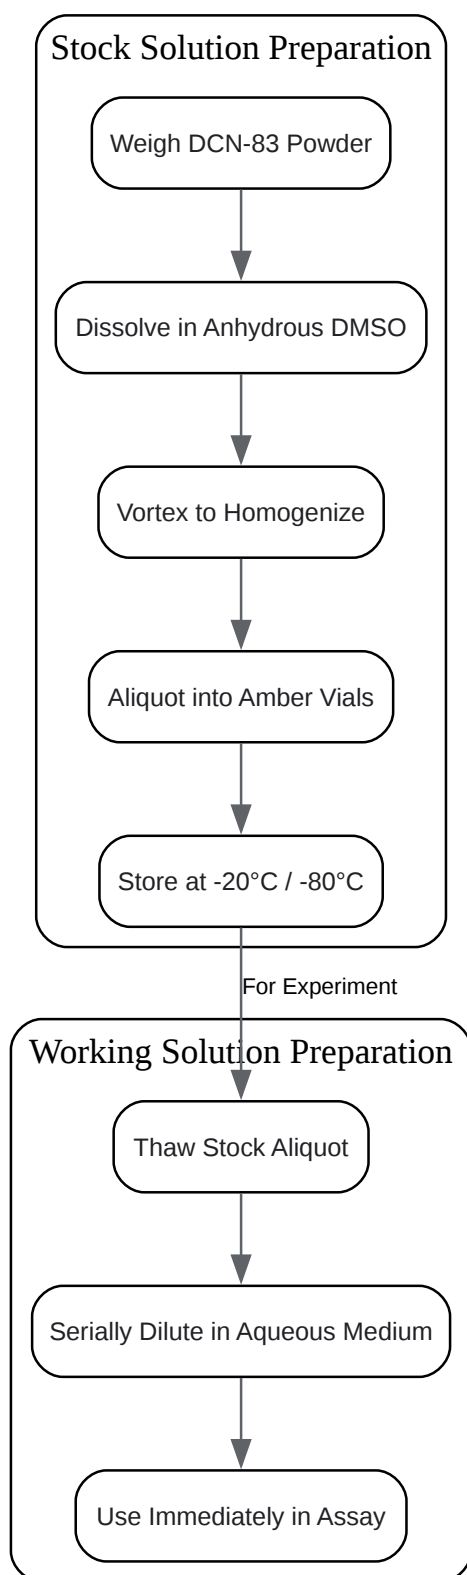 Stock Solution Preparation
Weigh DCN-83 Powder
Dissolve in Anhydrous DMSO
Vortex to Homogenize
Aliquot into Amber Vials
Store at -20°C / -80°C
For Experiment
Working Solution Preparation
Thaw Stock Aliquot
Serially Dilute in Aqueous Medium
Use Immediately in Assay